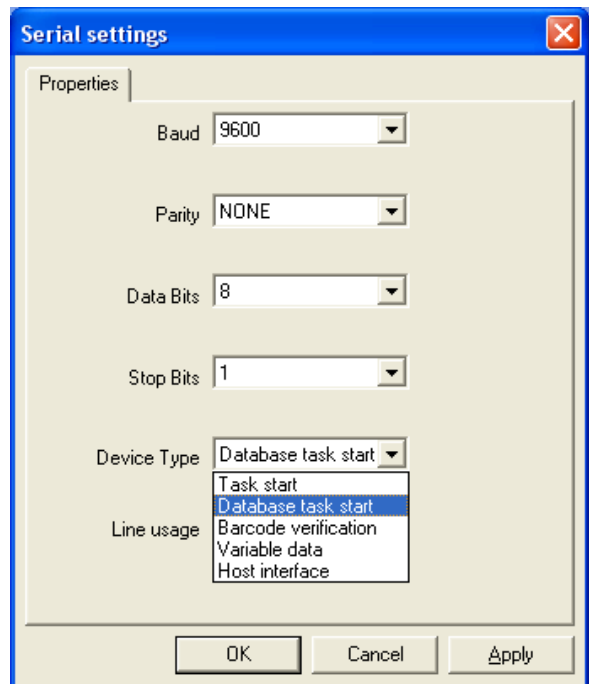 Serial settings
Properties
Baud 9600
Parity NONE
Data Bits 8
Stop Bits 1
Device Type Database task start
Task start
Database task start
Line usage Barcode verification
Variable data
Host interface
OK Cancel Apply